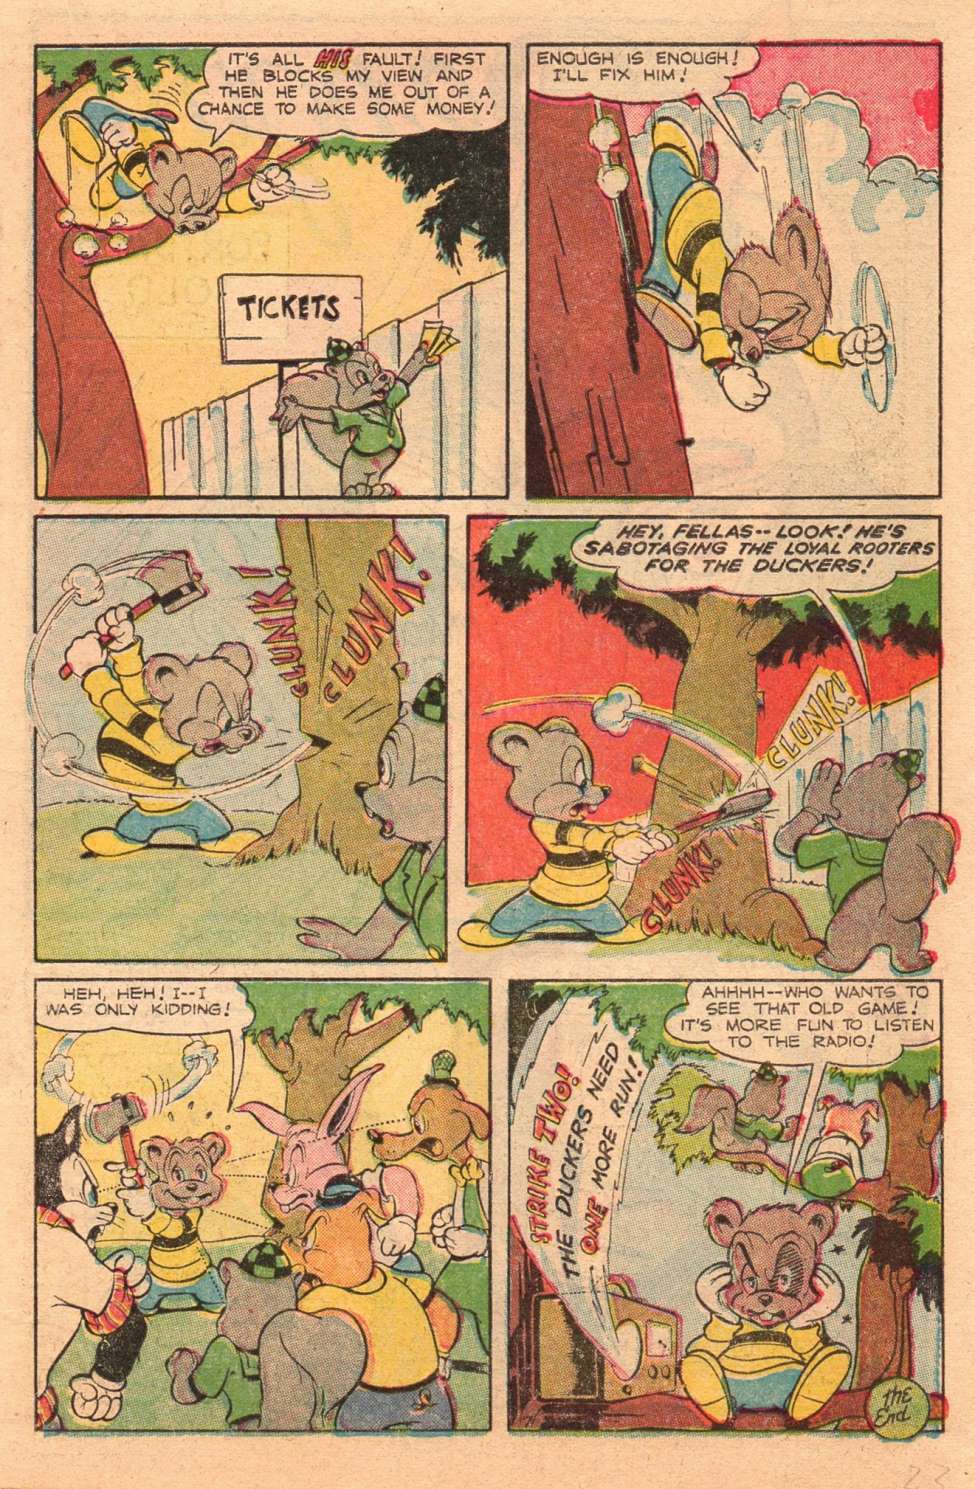 IT'S ALL HIS FAULT! FIRST
HE BLOCKS MY VIEW AND
THEN HE DOES ME OUT OF A
CHANCE TO MAKE SOME MONEY!
TICKETS
ENOUGH IS ENOUGH!
I'LL FIX HIM!
CLUNK!
CLUNK!
HEY, FELLAS--LOOK! HE'S
SABOTAGING THE LOYAL ROOTERS
FOR THE DUCKERS!
CLUNK!
CLUNK!
HEH, HEH! I--I
WAS ONLY KIDDING!
STRIKE TWO!
THE DUCKERS NEED
ONE MORE RUN!
AHHHH--WHO WANTS TO
SEE THAT OLD GAME!
IT'S MORE FUN TO LISTEN
TO THE RADIO!
the
End
23